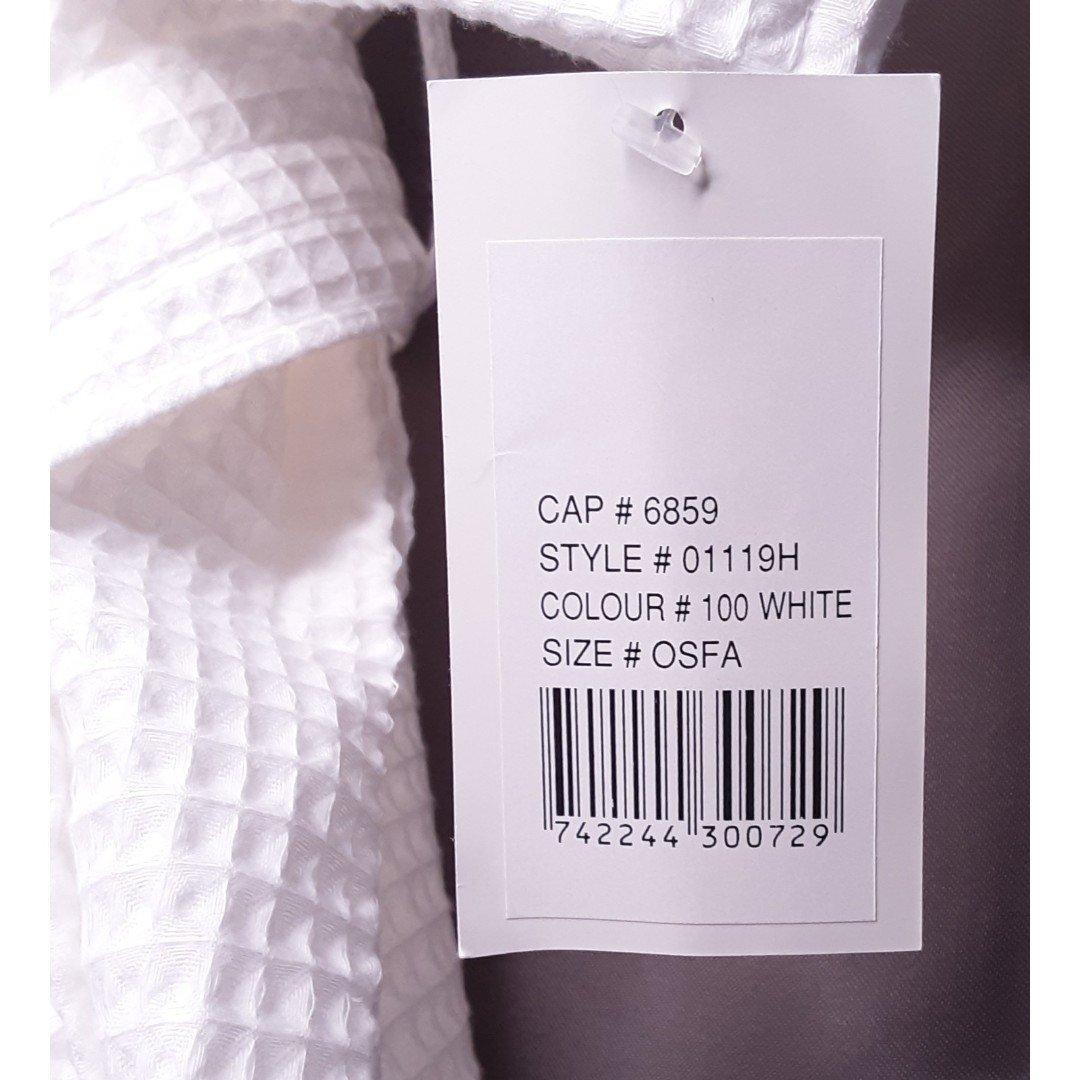 CAP # 6859
STYLE # 01119H
COLOUR # 100 WHITE
SIZE # OSFA
742244 300729